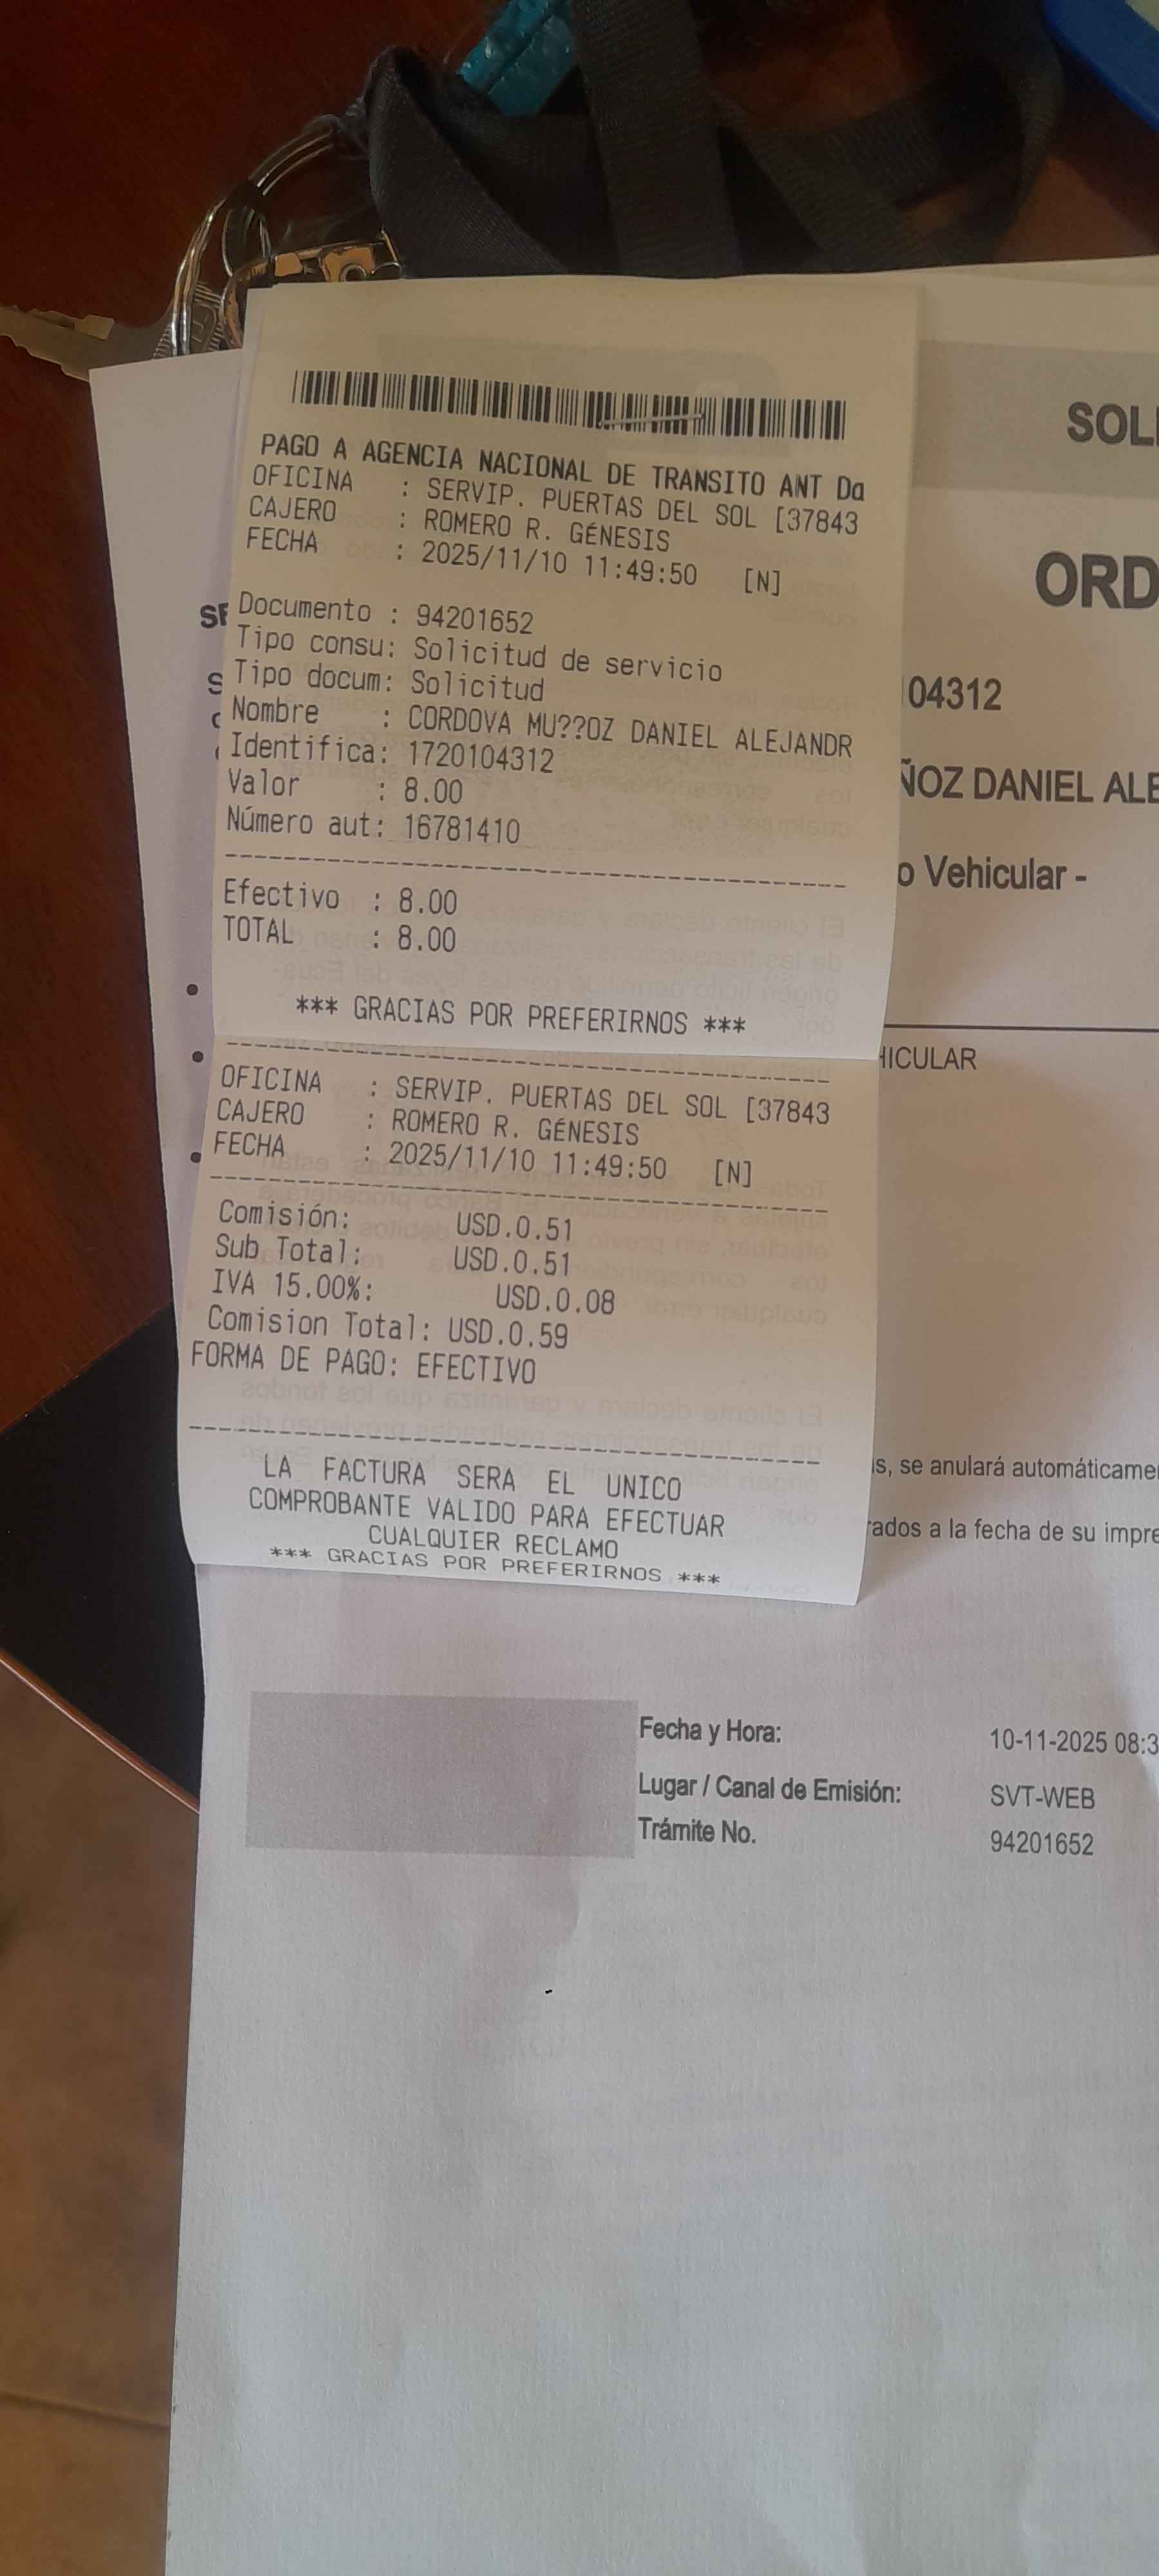 PAGO A AGENCIA NACIONAL DE TRANSITO ANT Da
OFICINA : SERVIP. PUERTAS DEL SOL [37843
CAJERO : ROMERO R. GÉNESIS
FECHA : 2025/11/10 11:49:50 [N]
Documento : 94201652
Tipo consu: Solicitud de servicio
Tipo docum: Solicitud
Nombre : CORDOVA MU??OZ DANIEL ALEJANDR
Identifica: 1720104312
Valor : 8.00
Número aut: 16781410
Efectivo : 8.00
TOTAL : 8.00
*** GRACIAS POR PREFERIRNOS ***
OFICINA : SERVIP. PUERTAS DEL SOL [37843
CAJERO : ROMERO R. GÉNESIS
FECHA : 2025/11/10 11:49:50 [N]
Comisión: USD.0.51
Sub Total: USD.0.51
IVA 15.00%: USD.0.08
Comision Total: USD.0.59
FORMA DE PAGO: EFECTIVO
LA FACTURA SERA EL UNICO
COMPROBANTE VALIDO PARA EFECTUAR
CUALQUIER RECLAMO
*** GRACIAS POR PREFERIRNOS ***
SOLI
ORD
04312
ÑOZ DANIEL ALE
o Vehicular -
HICULAR
s, se anulará automáticame
rados a la fecha de su impre
Fecha y Hora: 10-11-2025 08:3
Lugar / Canal de Emisión: SVT-WEB
Trámite No. 94201652